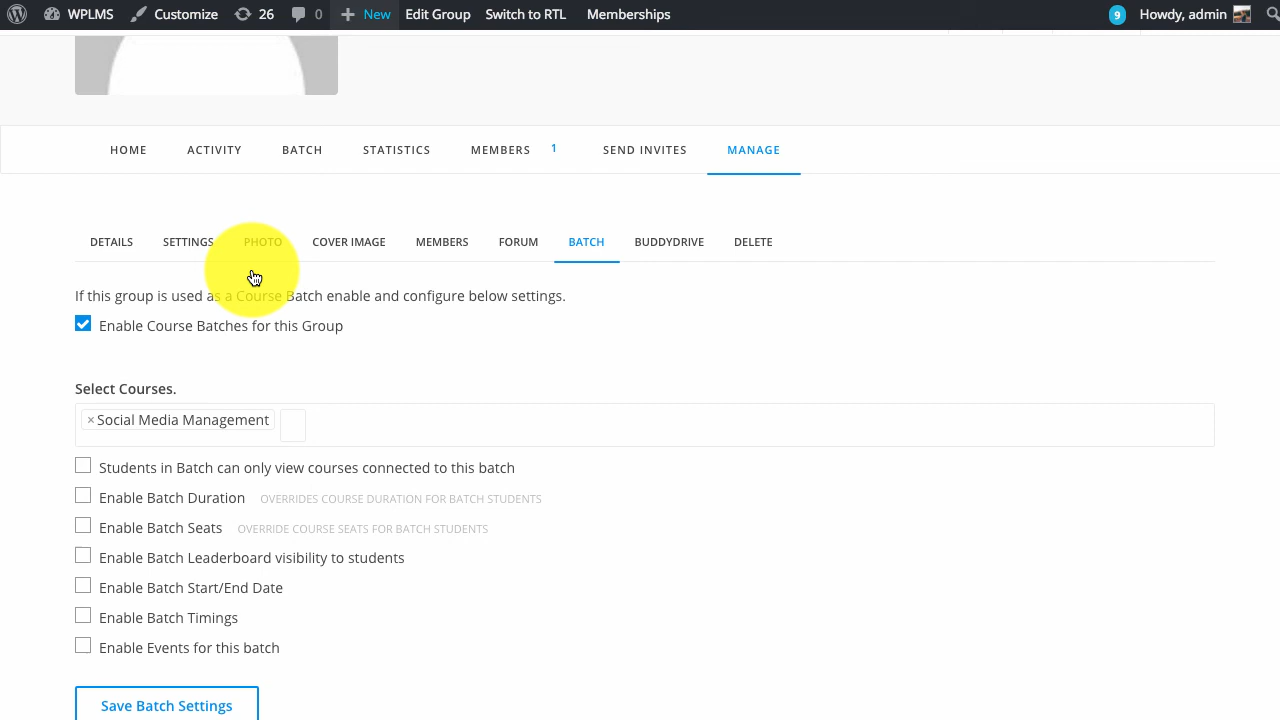 WPLMS Customize 26 0 New Edit Group Switch to RTL Memberships 9 Howdy, admin
HOME ACTIVITY BATCH STATISTICS MEMBERS 1 SEND INVITES MANAGE
DETAILS SETTINGS PHOTO COVER IMAGE MEMBERS FORUM BATCH BUDDYDRIVE DELETE
If this group is used as a Course Batch enable and configure below settings.
Enable Course Batches for this Group
Select Courses.
×Social Media Management
Students in Batch can only view courses connected to this batch
Enable Batch Duration OVERRIDES COURSE DURATION FOR BATCH STUDENTS
Enable Batch Seats OVERRIDE COURSE SEATS FOR BATCH STUDENTS
Enable Batch Leaderboard visibility to students
Enable Batch Start/End Date
Enable Batch Timings
Enable Events for this batch
Save Batch Settings